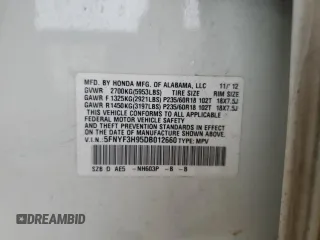 MFD. BY HONDA MFG. OF ALABAMA, LLC 11/12
GVWR 2700KG(5953LBS) TIRE SIZE RIM SIZE
GAWR F 1325KG(2921LBS) P235/60R18 102T 18X7.5J
GAWR R 1450KG(3197LBS) P235/60R18 102T 18X7.5J
THIS VEHICLE CONFORMS TO ALL APPLICABLE
FEDERAL MOTOR VEHICLE SAFETY AND THEFT
PREVENTION STANDARDS IN EFFECT ON THE DATE
OF MANUFACTURE SHOWN ABOVE.
V.I.N.: 5FNYF3H95DB012660 TYPE: MPV
SZB D AE5 -NH603P -B -B
AUTOBIDMASTER